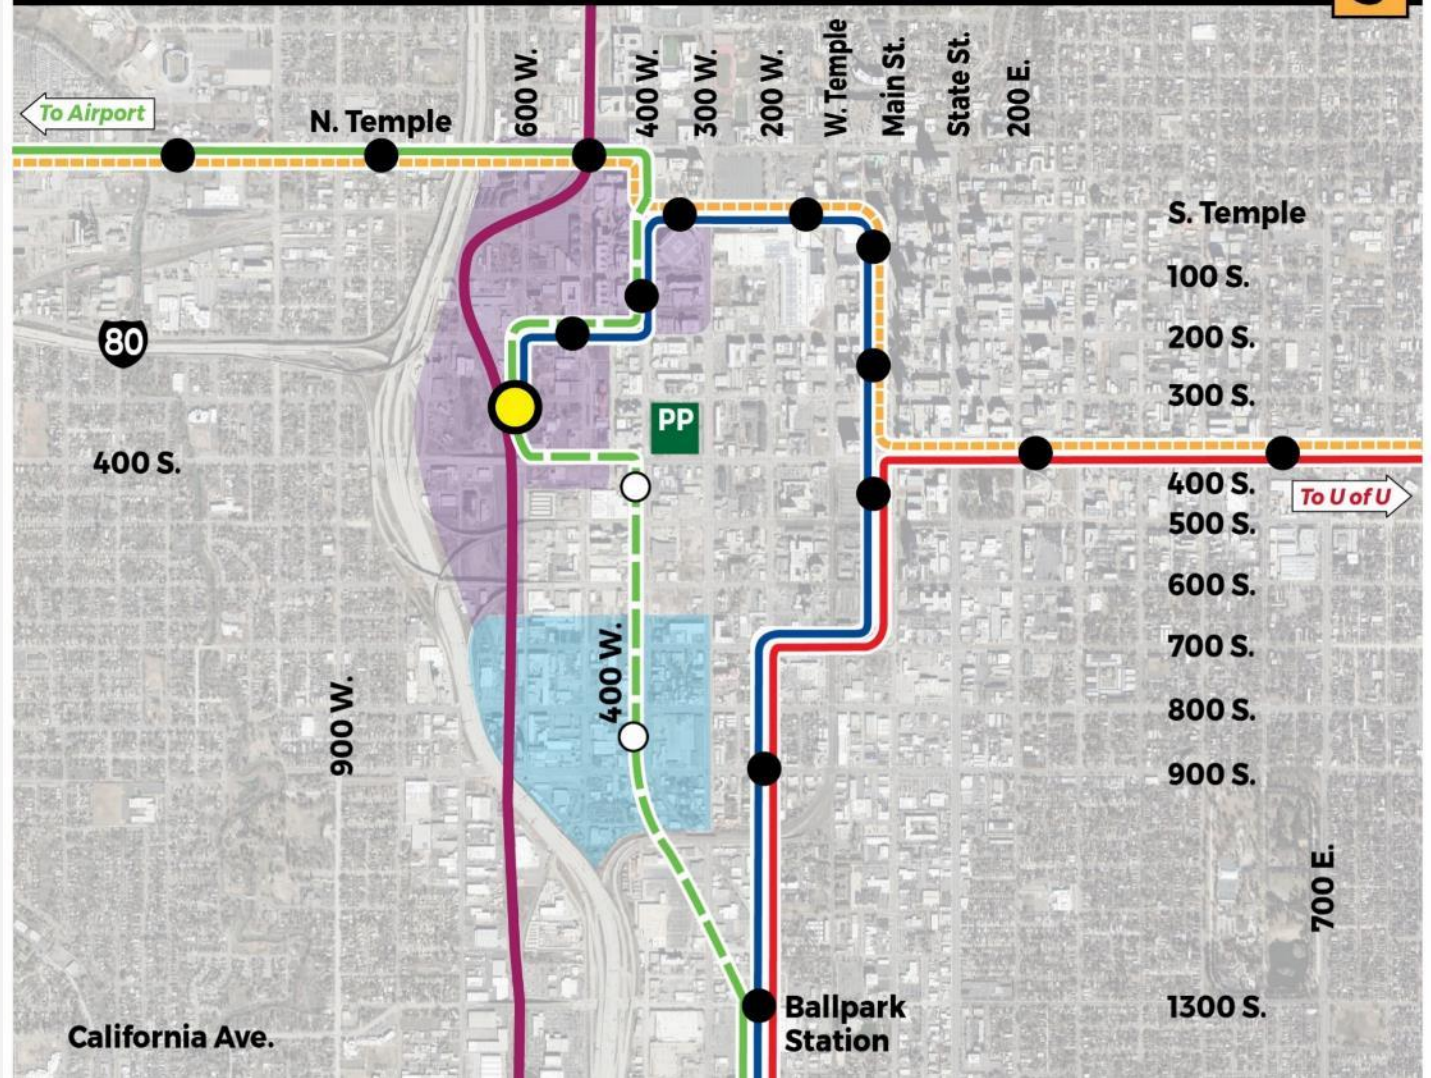 600 W.
400 W.
300 W.
200 W.
W. Temple
Main St.
State St.
200 E.
To Airport
N. Temple
S. Temple
100 S.
80
200 S.
300 S.
PP
400 S.
400 S.
To U of U
500 S.
600 S.
400 W.
700 S.
900 W.
800 S.
900 S.
700 E.
Ballpark
Station
1300 S.
California Ave.